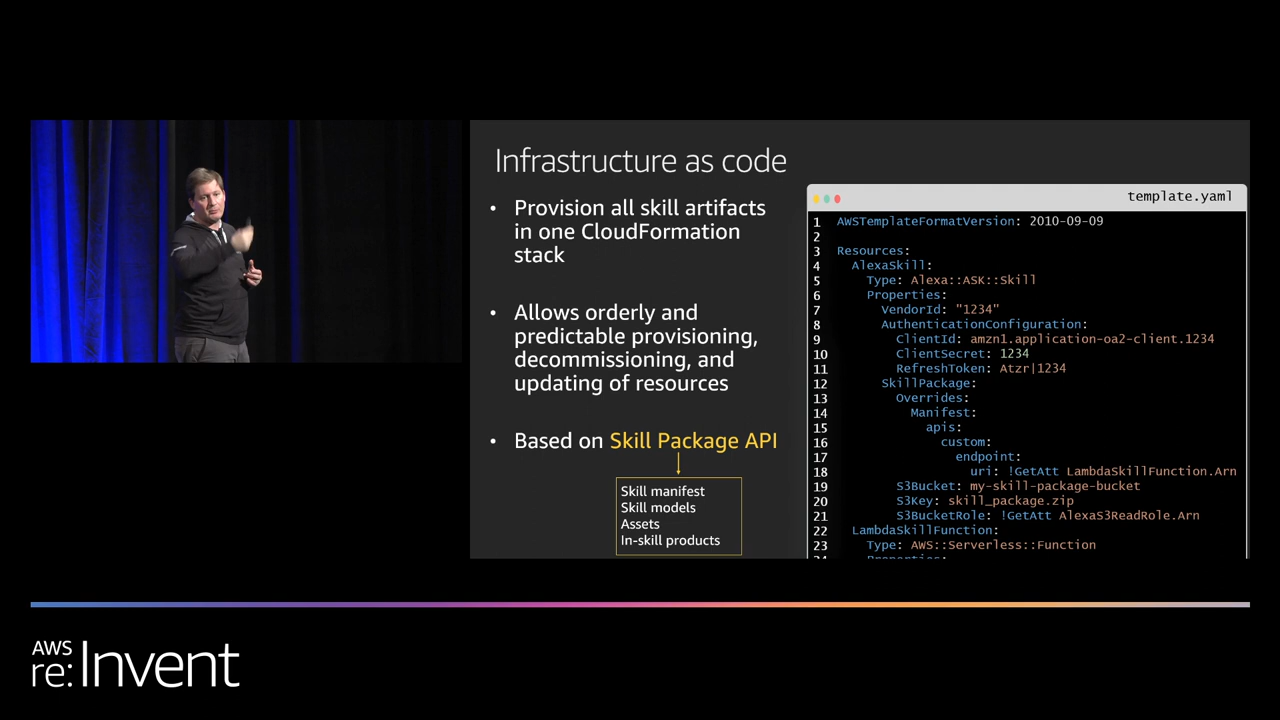 Infrastructure as code
• Provision all skill artifacts
in one CloudFormation
stack
• Allows orderly and
predictable provisioning,
decommissioning, and
updating of resources
• Based on Skill Package API
Skill manifest
Skill models
Assets
In-skill products
template.yaml
1 AWSTemplateFormatVersion: 2010-09-09
2
3 Resources:
4 AlexaSkill:
5 Type: Alexa::ASK::Skill
6 Properties:
7 VendorId: "1234"
8 AuthenticationConfiguration:
9 ClientId: amzn1.application-oa2-client.1234
10 ClientSecret: 1234
11 RefreshToken: Atzr|1234
12 SkillPackage:
13 Overrides:
14 Manifest:
15 apis:
16 custom:
17 endpoint:
18 uri: !GetAtt LambdaSkillFunction.Arn
19 S3Bucket: my-skill-package-bucket
20 S3Key: skill_package.zip
21 S3BucketRole: !GetAtt AlexaS3ReadRole.Arn
22 LambdaSkillFunction:
23 Type: AWS::Serverless::Function
24 Properties:
AWS
re:Invent